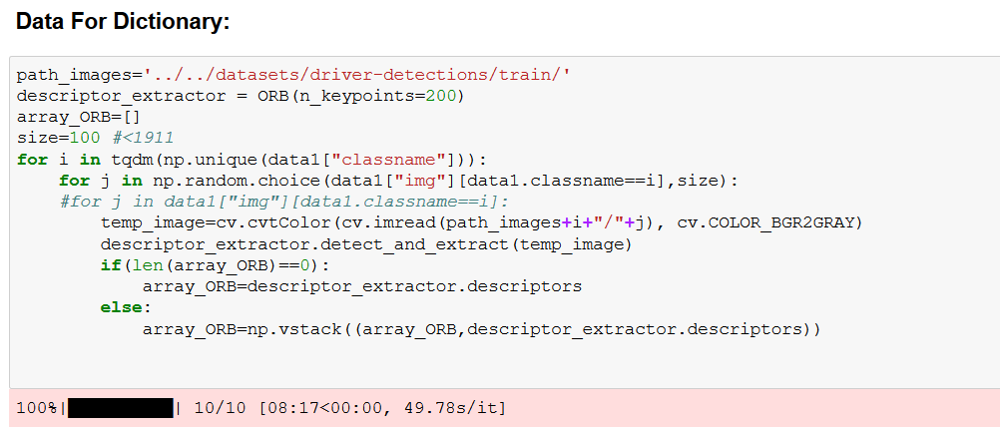 Data For Dictionary:
path_images='../../datasets/driver-detections/train/'
descriptor_extractor = ORB(n_keypoints=200)
array_ORB=[]
size=100 #<1911
for i in tqdm(np.unique(data1["classname"])):
    for j in np.random.choice(data1["img"][data1.classname==i],size):
    #for j in data1["img"][data1.classname==i]:
        temp_image=cv.cvtColor(cv.imread(path_images+i+"/"+j), cv.COLOR_BGR2GRAY)
        descriptor_extractor.detect_and_extract(temp_image)
        if(len(array_ORB)==0):
            array_ORB=descriptor_extractor.descriptors
        else:
            array_ORB=np.vstack((array_ORB,descriptor_extractor.descriptors))
100%|██████████| 10/10 [08:17<00:00, 49.78s/it]